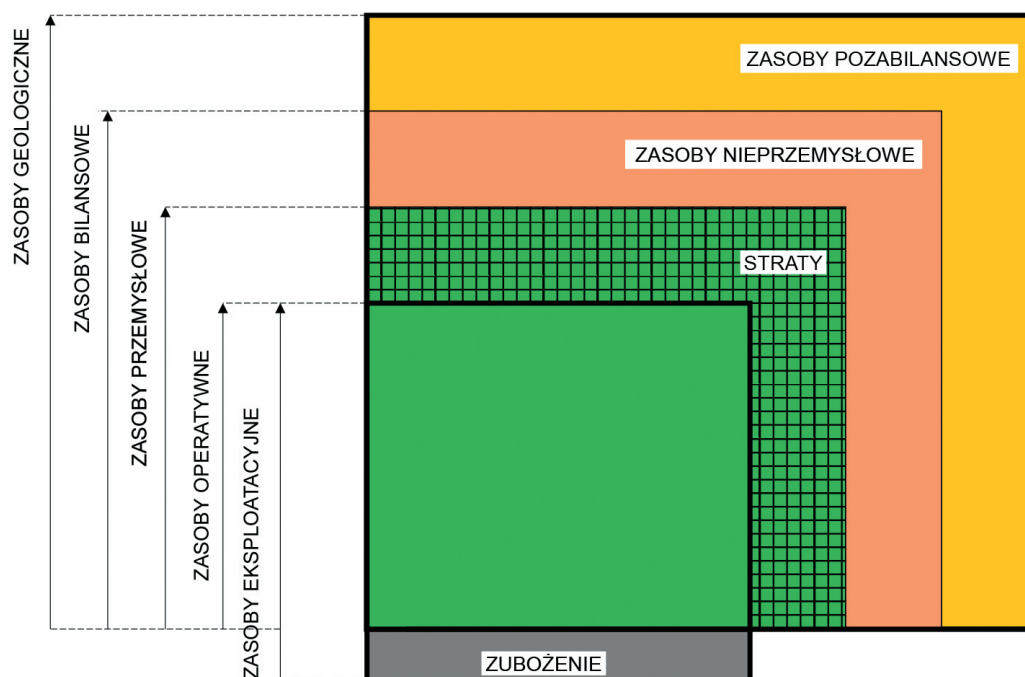 ZASOBY GEOLOGICZNE
ZASOBY BILANSOWE
ZASOBY PRZEMYSŁOWE
ZASOBY OPERATYWNE
ZASOBY EKSPLOATACYJNE
ZASOBY POZABILANSOWE
ZASOBY NIEPRZEMYSŁOWE
STRATY
ZUBOŻENIE